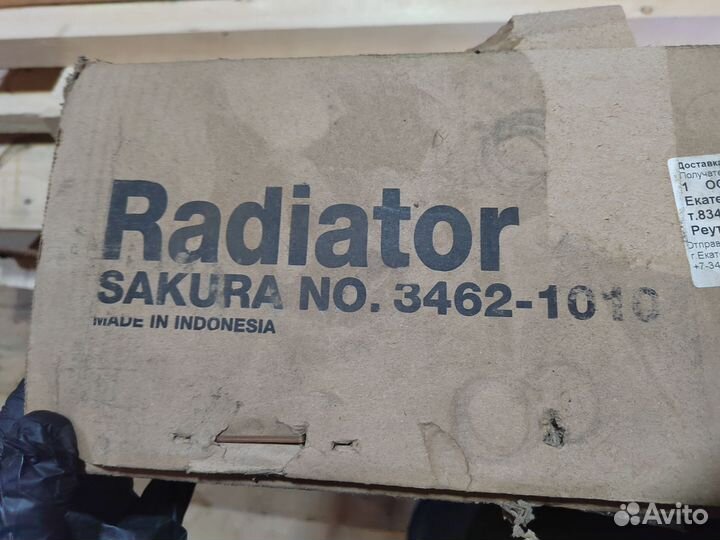 Radiator
SAKURA NO. 3462-1010
MADE IN INDONESIA
Доставка
Получате
1 ОС
Екате
т.834
Реут
Отправ
г.Екат
+7-34
Avito